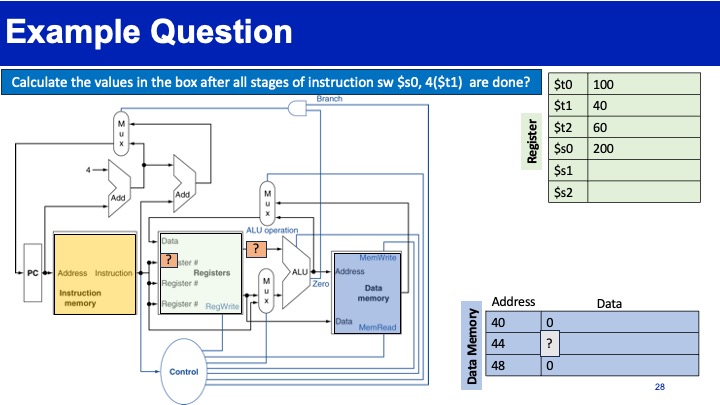 Example Question
Calculate the values in the box after all stages of instruction sw $s0, 4($t1) are done?
Register
$t0 100
$t1 40
$t2 60
$s0 200
$s1
$s2
Branch
M
u
x
4
Add
Add
M
u
x
ALU operation
Data
?
?
ster #
Registers
Register #
Register #
RegWrite
PC
Address
Instruction
Instruction
memory
M
u
x
ALU
Zero
MemWrite
Address
Data
memory
Data
MemRead
Control
Address Data
Data Memory
40 0
44 ?
48 0
28